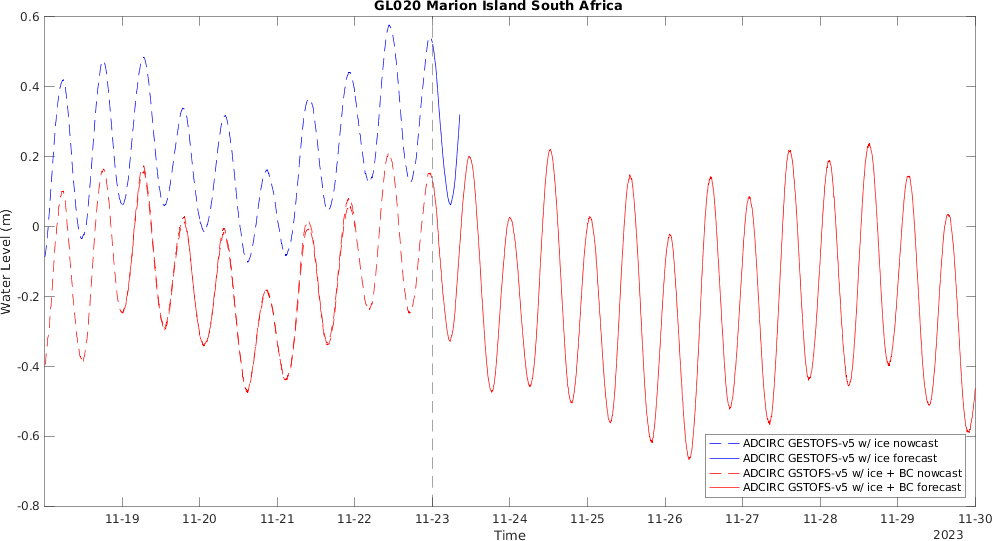 GL020 Marion Island South Africa
0.6
0.4
0.2
0
-0.2
-0.4
-0.6
-0.8
Water Level (m)
ADCIRC GESTOFS-v5 w/ ice nowcast
ADCIRC GESTOFS-v5 w/ ice forecast
ADCIRC GSTOFS-v5 w/ ice + BC nowcast
ADCIRC GSTOFS-v5 w/ ice + BC forecast
11-19 11-20 11-21 11-22 11-23 11-24 11-25 11-26 11-27 11-28 11-29 11-30
Time
2023